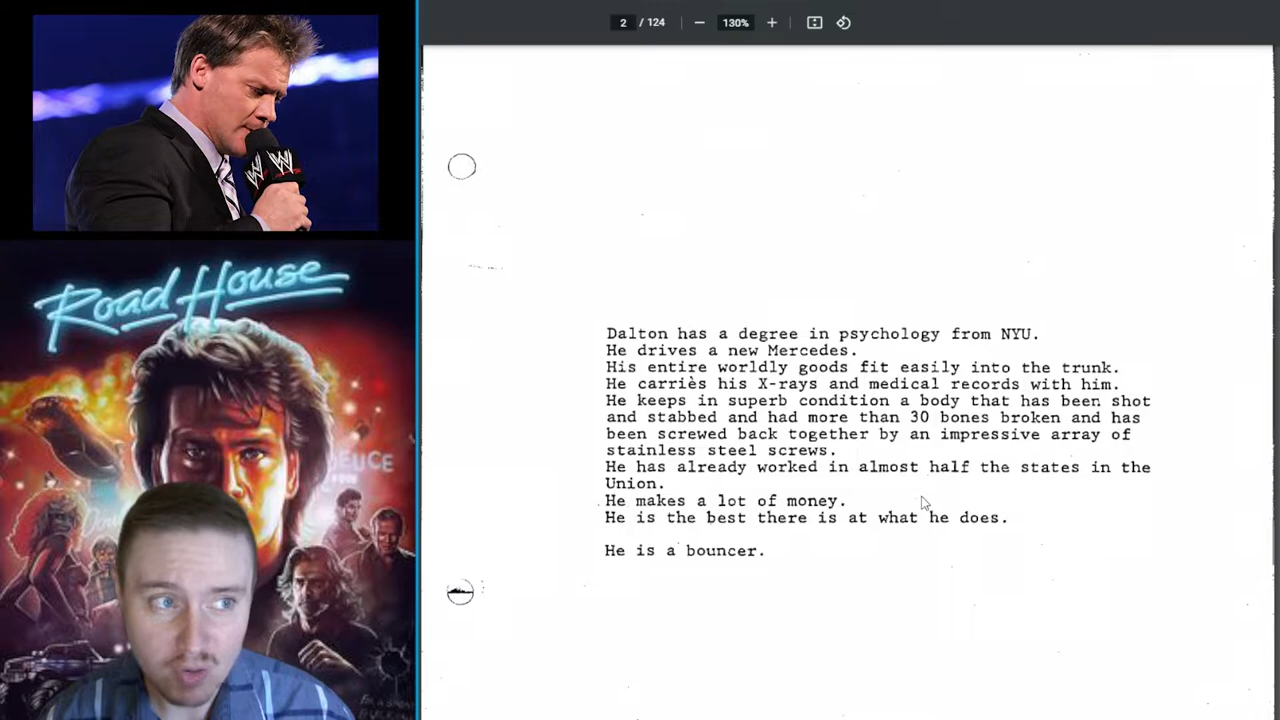 2 / 124
130%
Road House
DEUCE
Dalton has a degree in psychology from NYU.
He drives a new Mercedes.
His entire worldly goods fit easily into the trunk.
He carries his X-rays and medical records with him.
He keeps in superb condition a body that has been shot
and stabbed and had more than 30 bones broken and has
been screwed back together by an impressive array of
stainless steel screws.
He has already worked in almost half the states in the
Union.
He makes a lot of money.
He is the best there is at what he does.
He is a bouncer.